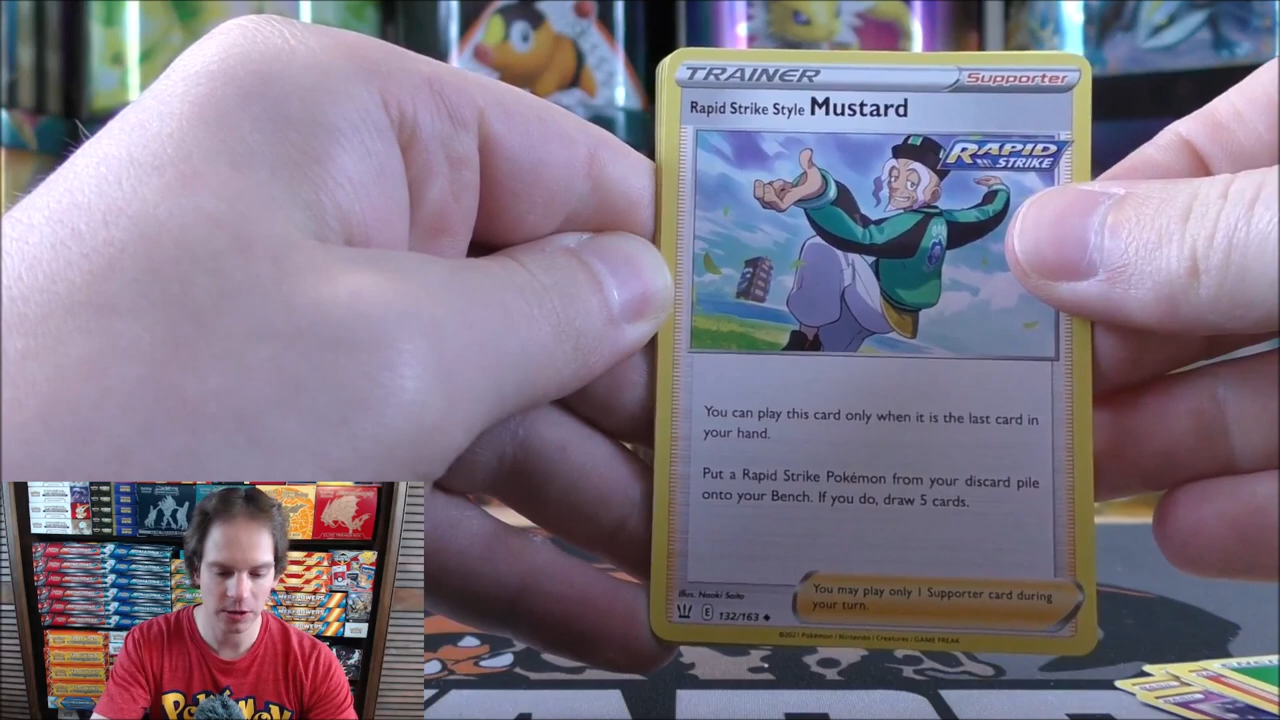 TRAINER Supporter
Rapid Strike Style Mustard
RAPID
STRIKE
You can play this card only when it is the last card in
your hand.
Put a Rapid Strike Pokémon from your discard pile
onto your Bench. If you do, draw 5 cards.
Illus. Naoki Saito
E 132/163
You may play only 1 Supporter card during
your turn.
©2021 Pokémon / Nintendo / Creatures / GAME FREAK
Pokémon